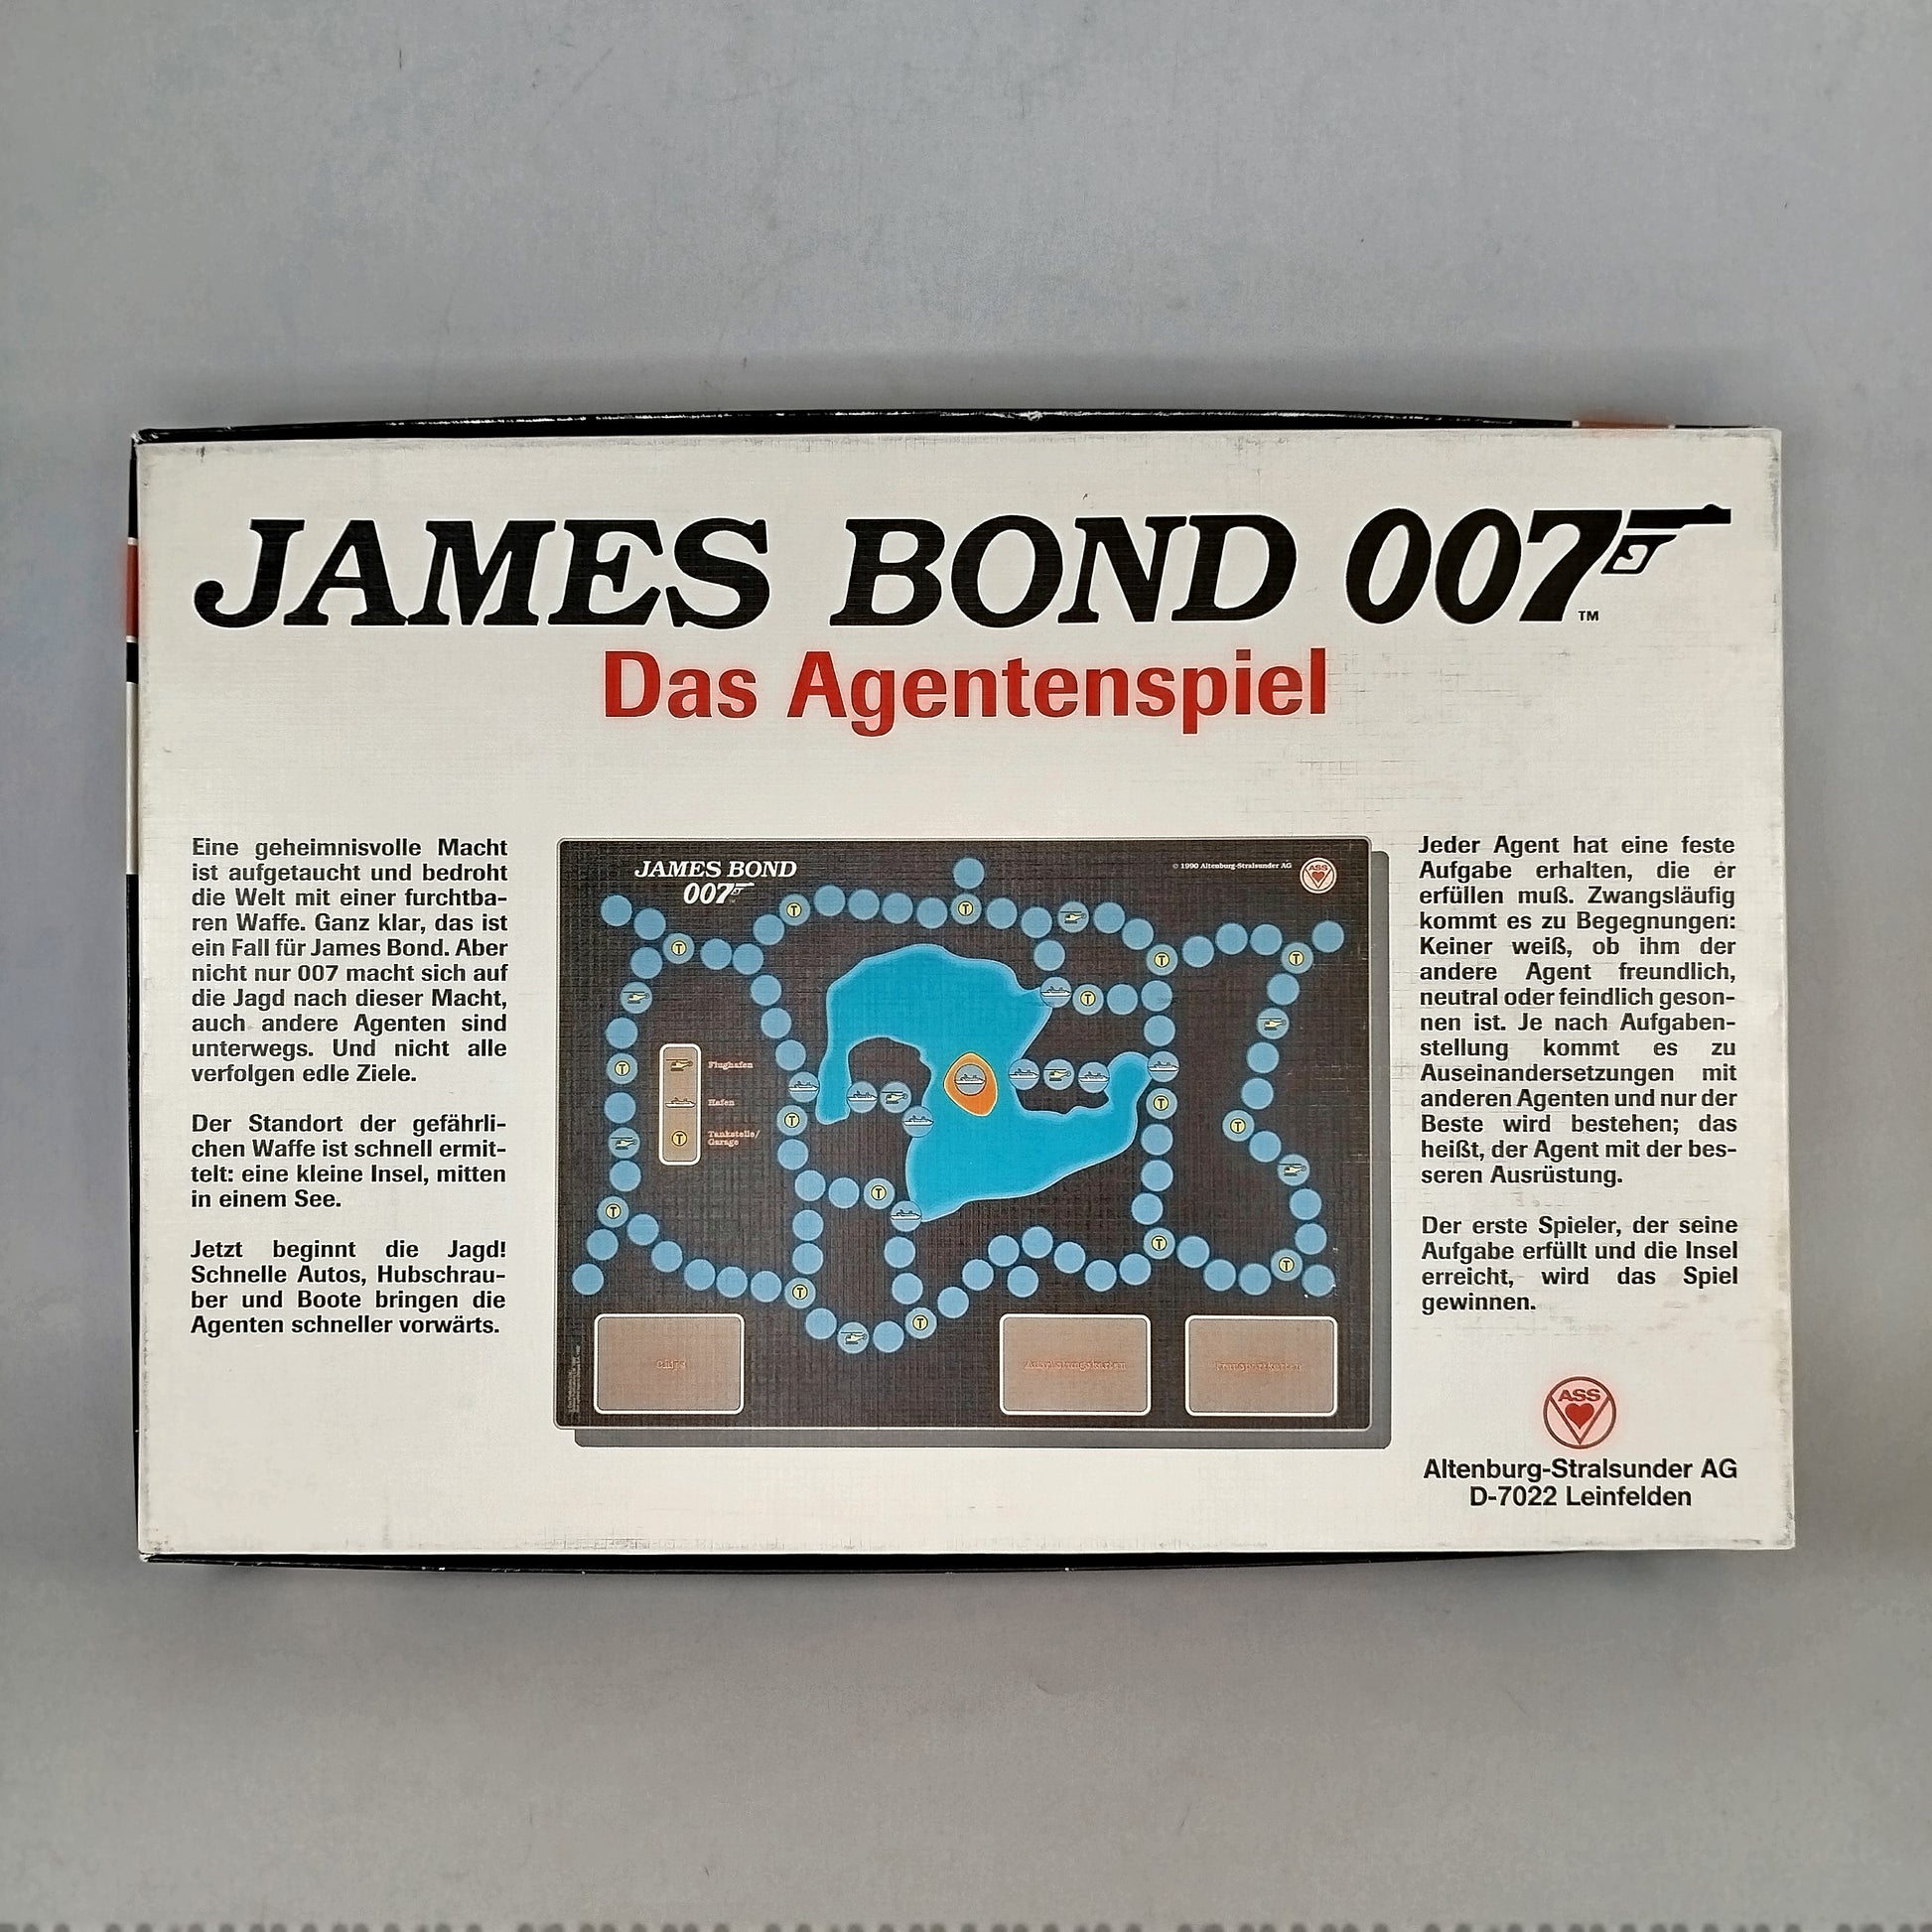 JAMES BOND 007
TM
Das Agentenspiel
Eine geheimnisvolle Macht
ist aufgetaucht und bedroht
die Welt mit einer furchtba-
ren Waffe. Ganz klar, das ist
ein Fall für James Bond. Aber
nicht nur 007 macht sich auf
die Jagd nach dieser Macht,
auch andere Agenten sind
unterwegs. Und nicht alle
verfolgen edle Ziele.
Der Standort der gefährli-
chen Waffe ist schnell ermit-
telt: eine kleine Insel, mitten
in einem See.
Jetzt beginnt die Jagd!
Schnelle Autos, Hubschrau-
ber und Boote bringen die
Agenten schneller vorwärts.
JAMES BOND
007
© 1990 Altenburg-Stralsunder AG
ASS
Flughafen
Hafen
Tankstelle/
Garage
Ausrüstungskarten
Transportkarten
Jeder Agent hat eine feste
Aufgabe erhalten, die er
erfüllen muß. Zwangsläufig
kommt es zu Begegnungen:
Keiner weiß, ob ihm der
andere Agent freundlich,
neutral oder feindlich geson-
nen ist. Je nach Aufgaben-
stellung kommt es zu
Auseinandersetzungen mit
anderen Agenten und nur der
Beste wird bestehen; das
heißt, der Agent mit der bes-
seren Ausrüstung.
Der erste Spieler, der seine
Aufgabe erfüllt und die Insel
erreicht, wird das Spiel
gewinnen.
ASS
Altenburg-Stralsunder AG
D-7022 Leinfelden